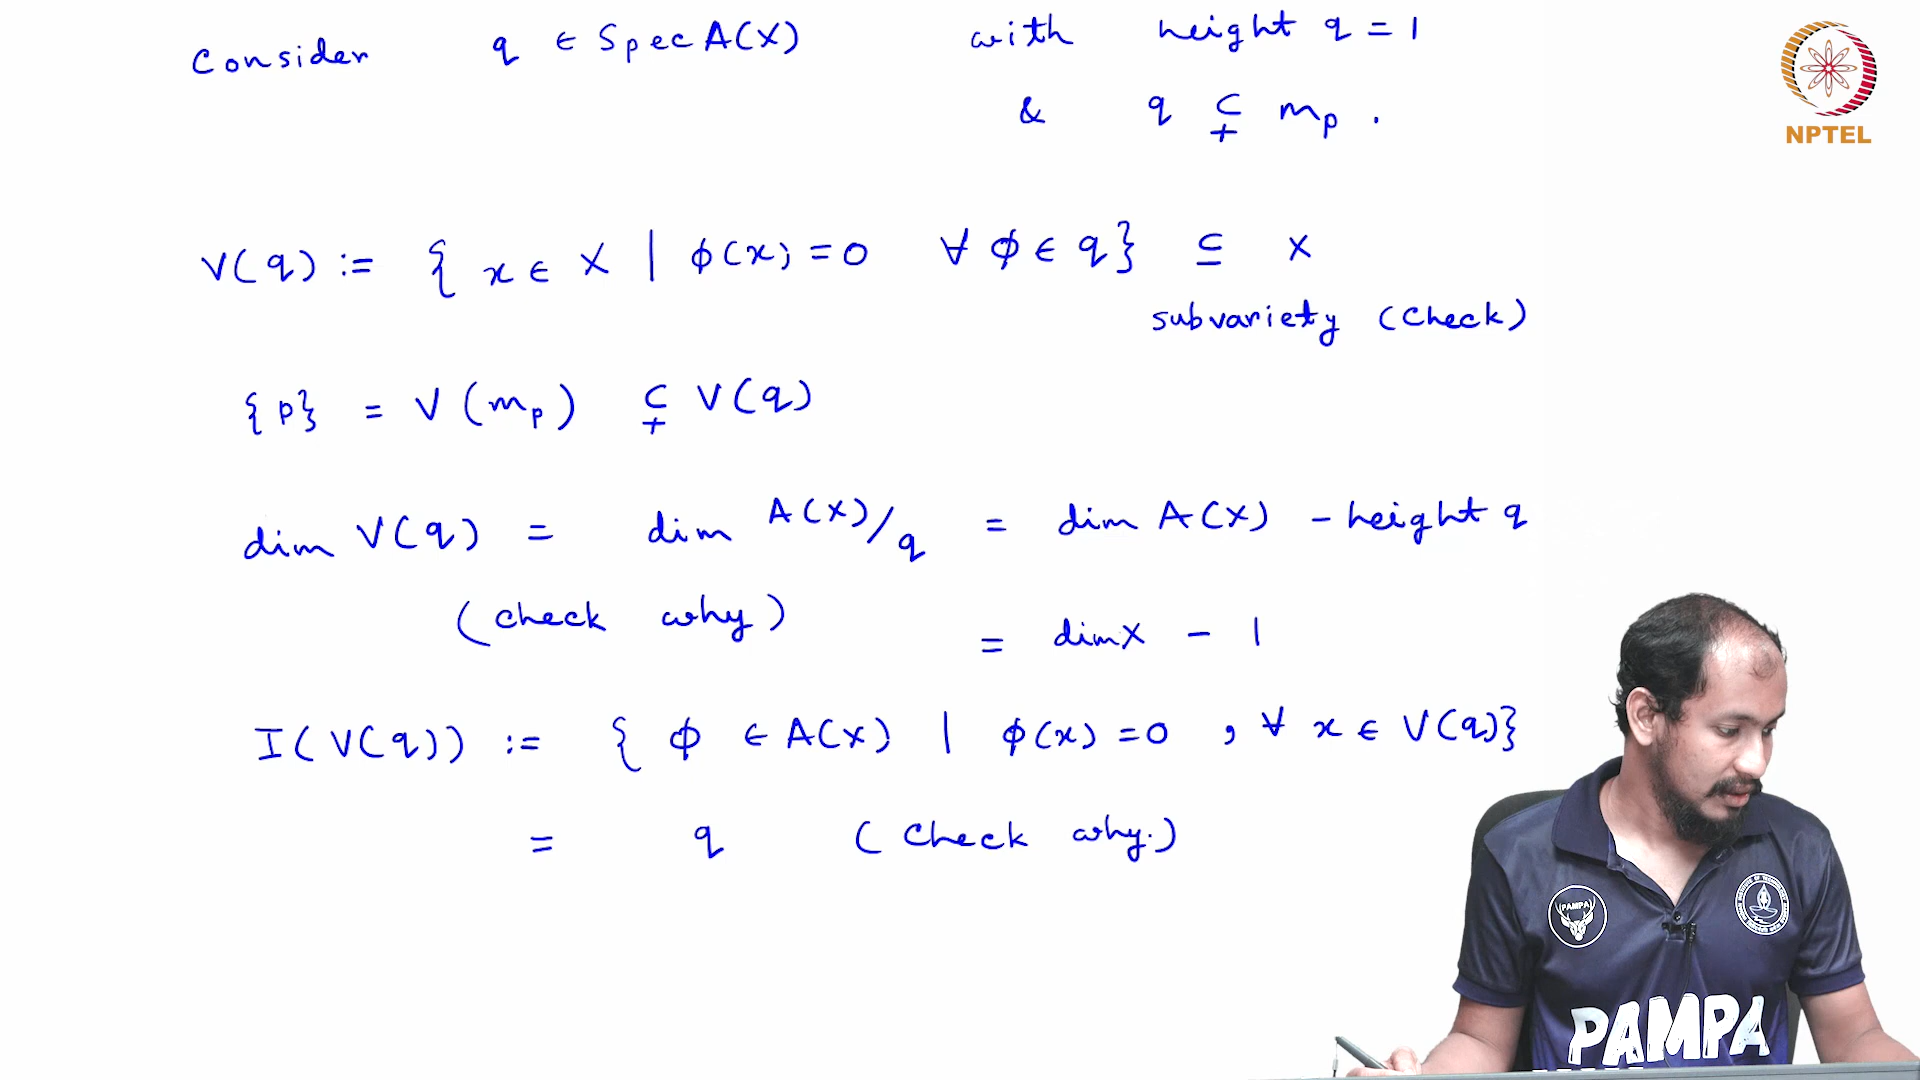 Consider q ∈ Spec A(X) with height q = 1
& q ⊊ m_p .
V(q) := { x ∈ X | ϕ(x) = 0 ∀ ϕ ∈ q } ⊆ X
subvariety (Check)
{p} = V(m_p) ⊊ V(q)
dim V(q) = dim A(X)/q = dim A(X) - height q
(check why) = dim X - 1
I(V(q)) := { ϕ ∈ A(X) | ϕ(x) = 0 , ∀ x ∈ V(q)}
= q (Check why.)
NPTEL
PAMPA
PAMPA